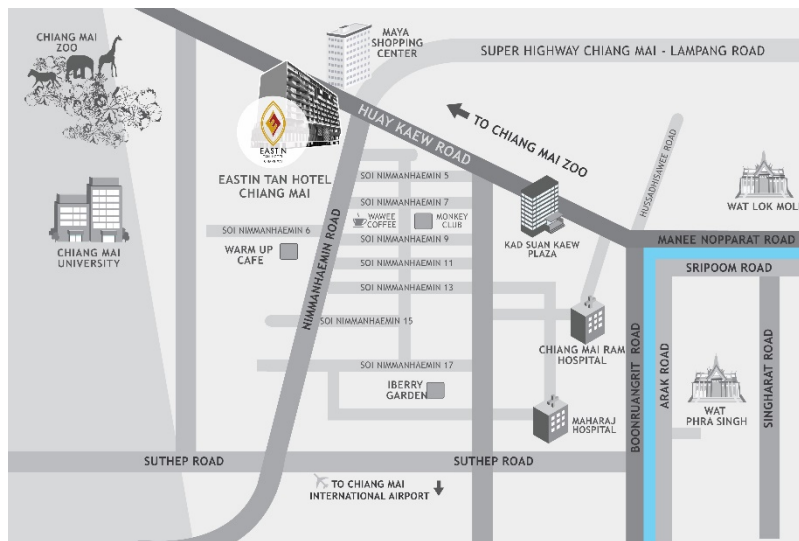 CHIANG MAI
ZOO
MAYA
SHOPPING
CENTER
SUPER HIGHWAY CHIANG MAI - LAMPANG ROAD
EASTIN
EASTIN TAN HOTEL
CHIANG MAI
HUAY KAEW ROAD
TO CHIANG MAI ZOO
HUSSADHISAWEE ROAD
WAT LOK MOLI
CHIANG MAI
UNIVERSITY
SOI NIMMANHAEMIN 5
SOI NIMMANHAEMIN 7
WAWEE
COFFEE
MONKEY
CLUB
SOI NIMMANHAEMIN 6
WARM UP
CAFE
SOI NIMMANHAEMIN 9
SOI NIMMANHAEMIN 11
SOI NIMMANHAEMIN 13
SOI NIMMANHAEMIN 15
SOI NIMMANHAEMIN 17
NIMMANHAEMIN ROAD
KAD SUAN KAEW
PLAZA
MANEE NOPPARAT ROAD
SRIPOOM ROAD
CHIANG MAI RAM
HOSPITAL
IBERRY
GARDEN
MAHARAJ
HOSPITAL
BOONRUANGRIT ROAD
ARAK ROAD
WAT
PHRA SINGH
SINGHARAT ROAD
SUTHEP ROAD
SUTHEP ROAD
TO CHIANG MAI
INTERNATIONAL AIRPORT